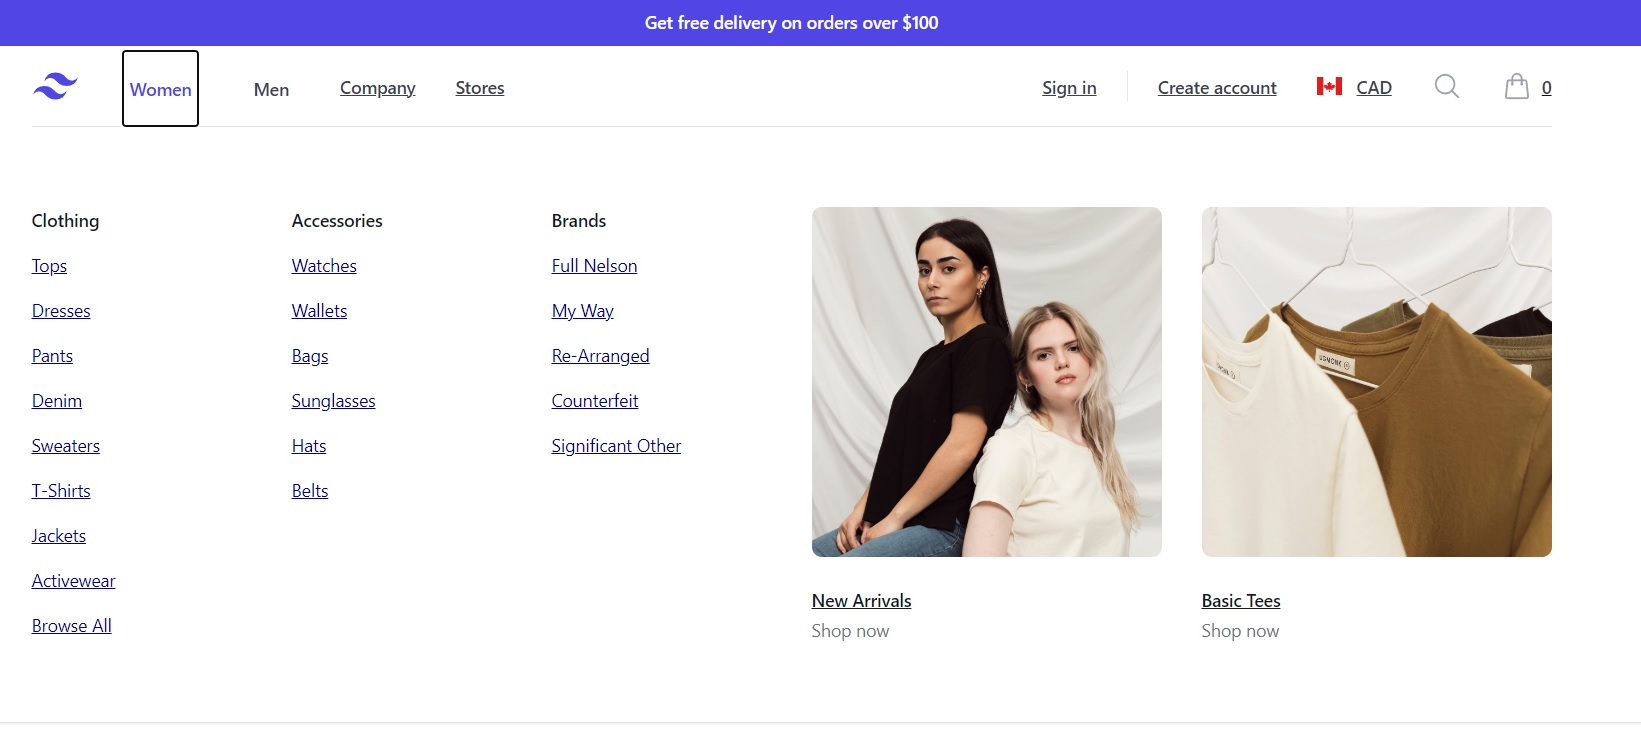 Get free delivery on orders over $100
Women
Men
Company
Stores
Sign in
Create account
CAD
0
Clothing
Tops
Dresses
Pants
Denim
Sweaters
T-Shirts
Jackets
Activewear
Browse All
Accessories
Watches
Wallets
Bags
Sunglasses
Hats
Belts
Brands
Full Nelson
My Way
Re-Arranged
Counterfeit
Significant Other
UGMONK
New Arrivals
Shop now
Basic Tees
Shop now